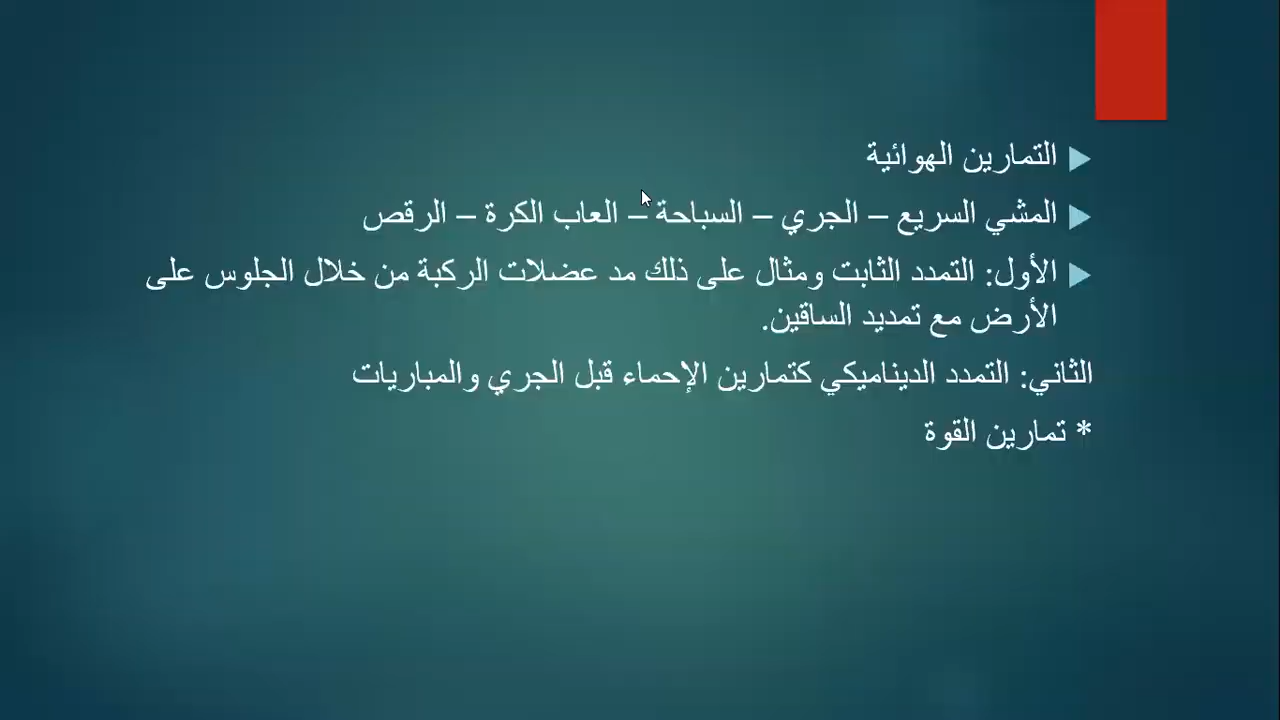 التمارين الهوائية
المشي السريع – الجري – السباحة – العاب الكرة – الرقص
الأول: التمدد الثابت ومثال على ذلك مد عضلات الركبة من خلال الجلوس على
الأرض مع تمديد الساقين.
الثاني: التمدد الديناميكي كتمارين الإحماء قبل الجري والمباريات
* تمارين القوة